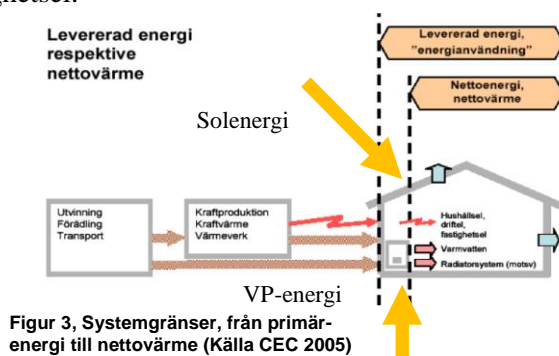 Levererad energi
respektive
nettovärme
Levererad energi,
"energianvändning"
Nettoenergi,
nettovärme
Solenergi
Utvinning
Förädling
Transport
Kraftproduktion
Kraftvärme
Värmeverk
Hushållsel,
driftel,
fastighetsel
Varmvatten
Radiatorsystem (motsv)
VP-energi
Figur 3, Systemgränser, från primär-
energi till nettovärme (Källa CEC 2005)